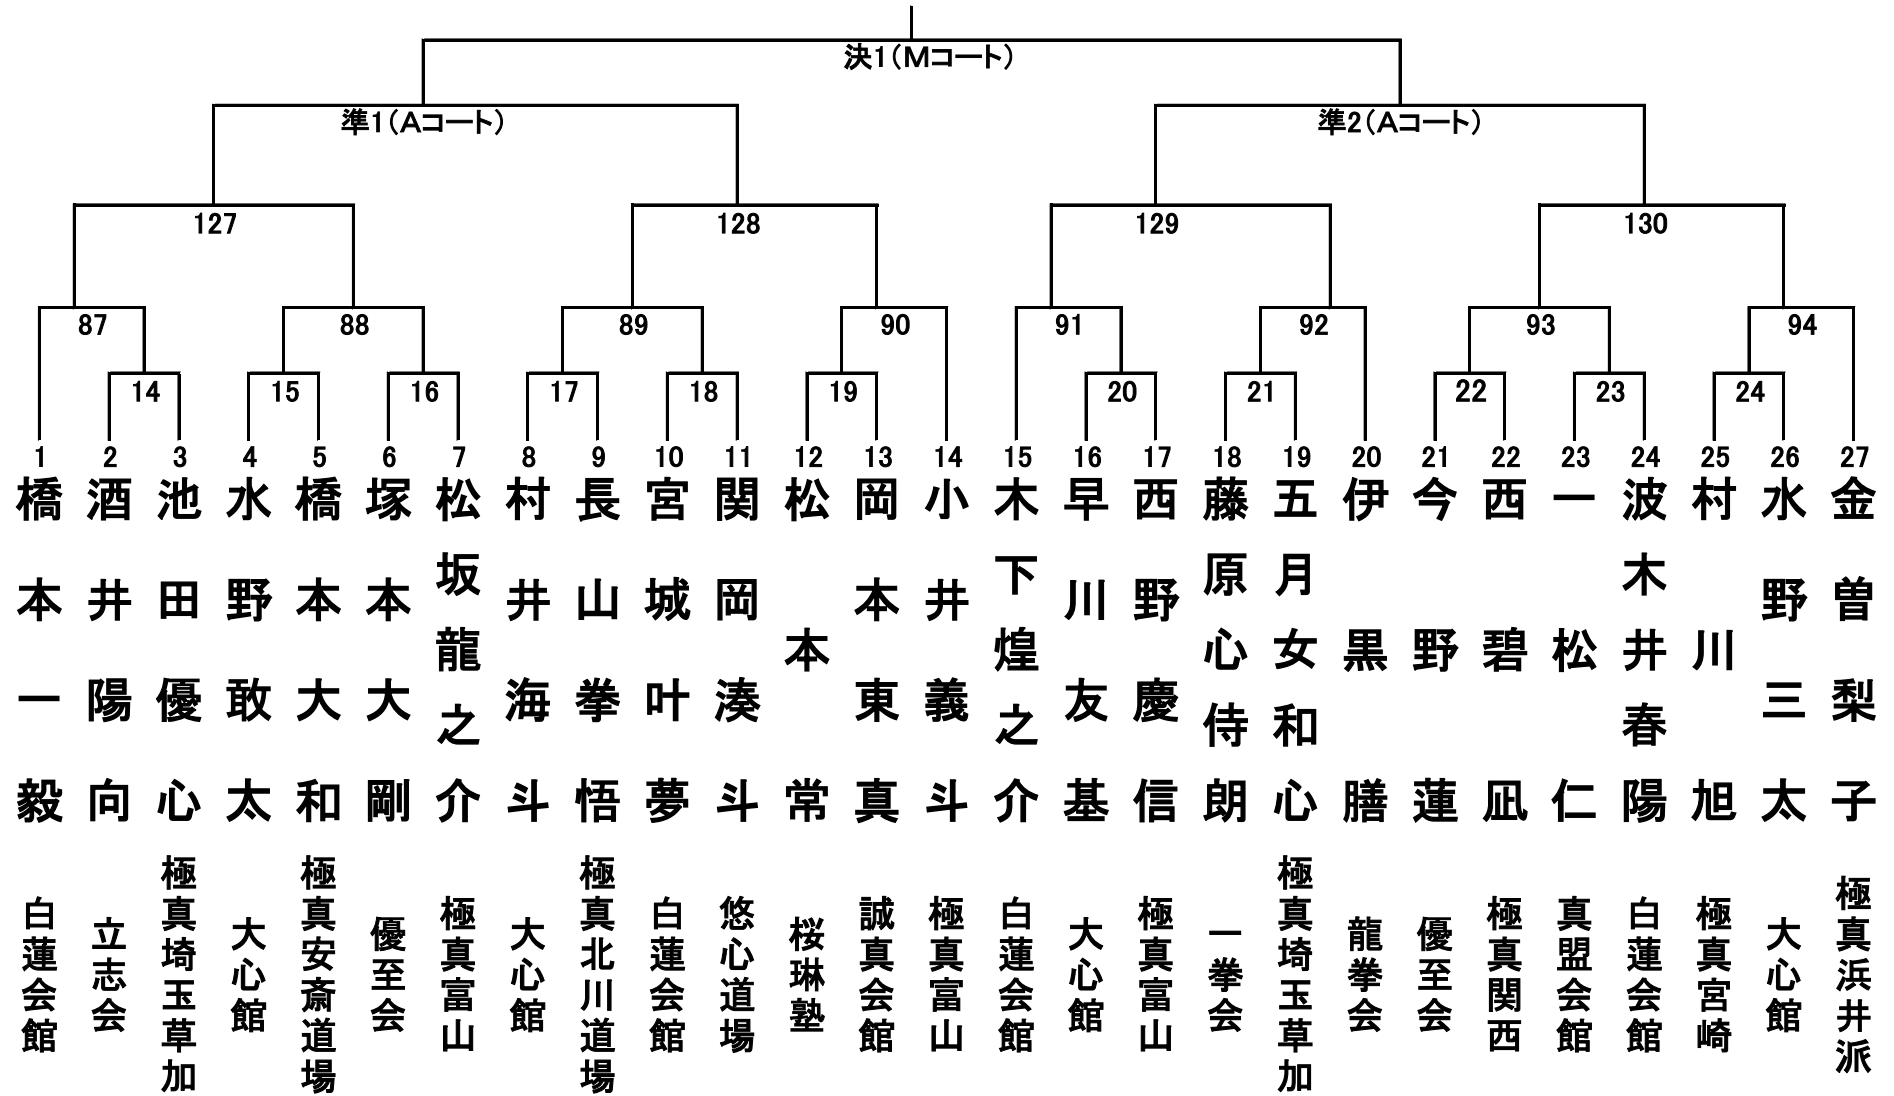 決1(Mコート)
準1(Aコート)
準2(Aコート)
127
128
129
130
87
88
89
90
91
92
93
94
14
15
16
17
18
19
20
21
22
23
24
1
2
3
4
5
6
7
8
9
10
11
12
13
14
15
16
17
18
19
20
21
22
23
24
25
26
27
橋本一毅
酒井陽向
池田優心
水野敢太
橋本大和
塚本大剛
松坂龍之介
村井海斗
長山拳悟
宮城叶夢
関岡湊斗
松本常
岡本東真
小井義斗
木下煌之介
早川友基
西野慶信
藤原心侍朗
五月女和心
伊黒膳
今野蓮
西碧凪
一松仁
波木井春陽
村川旭
水野三太
金曽梨子
白蓮会館
立志会
極真埼玉草加
大心館
極真安斎道場
優至会
極真富山
大心館
極真北川道場
白蓮会館
悠心道場
桜琳塾
誠真会館
極真富山
白蓮会館
大心館
極真富山
一拳会
極真埼玉草加
龍拳会
優至会
極真関西
真盟会館
白蓮会館
極真宮崎
大心館
極真浜井派